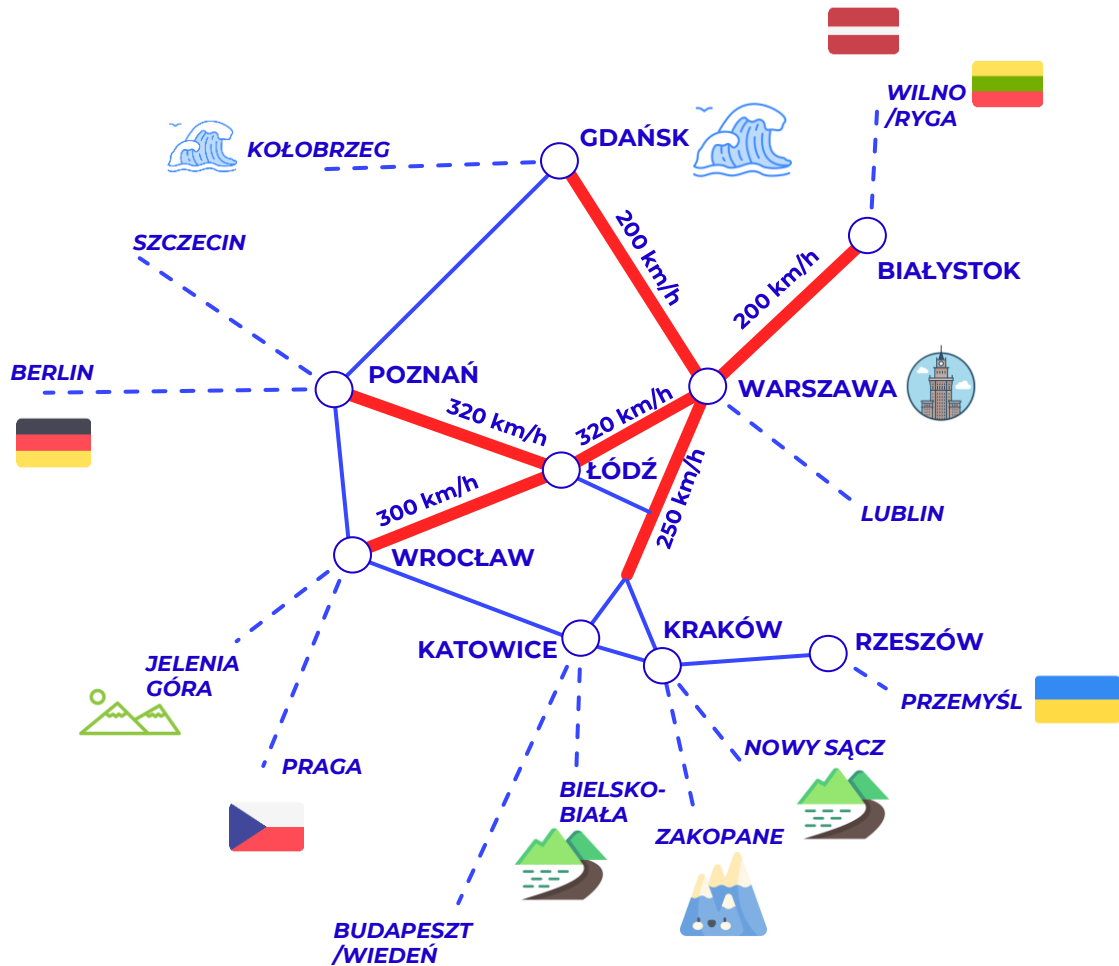 WILNO
/RYGA
GDAŃSK
KOŁOBRZEG
SZCZECIN
200 km/h
200 km/h
BIAŁYSTOK
BERLIN
POZNAŃ
WARSZAWA
320 km/h
320 km/h
ŁÓDŹ
300 km/h
250 km/h
LUBLIN
WROCŁAW
KATOWICE
KRAKÓW
RZESZÓW
JELENIA
GÓRA
PRZEMYŚL
PRAGA
NOWY SĄCZ
BIELSKO-
BIAŁA
ZAKOPANE
BUDAPESZT
/WIEDEŃ